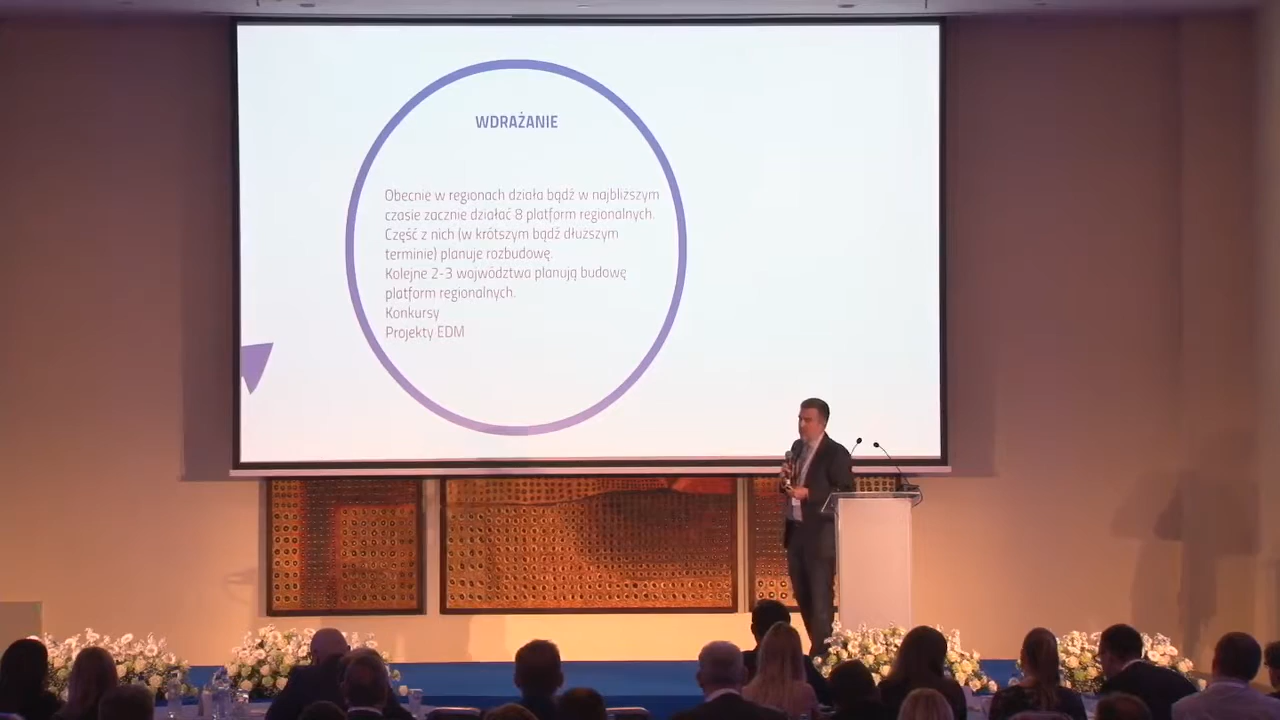 WDRAŻANIE
Obecnie w regionach działa bądź w najbliższym
czasie zacznie działać 8 platform regionalnych.
Część z nich (w krótszym bądź dłuższym
terminie) planuje rozbudowę.
Kolejne 2-3 wojwództwa planują budowę
platform regionalnych.
Konkursy
Projekty EDM